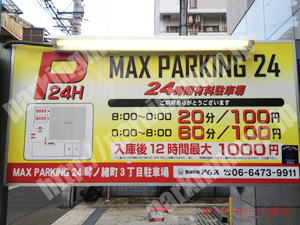 P
24H
MAX PARKING 24
24時間有料駐車場
ご利用ありがとうございます
8:00〜0:00 20分／100円
0:00〜8:00 60分／100円
入庫後12時間最大 1000円
MAX PARKING 24 琴ノ緒町3丁目駐車場
06-6473-9911